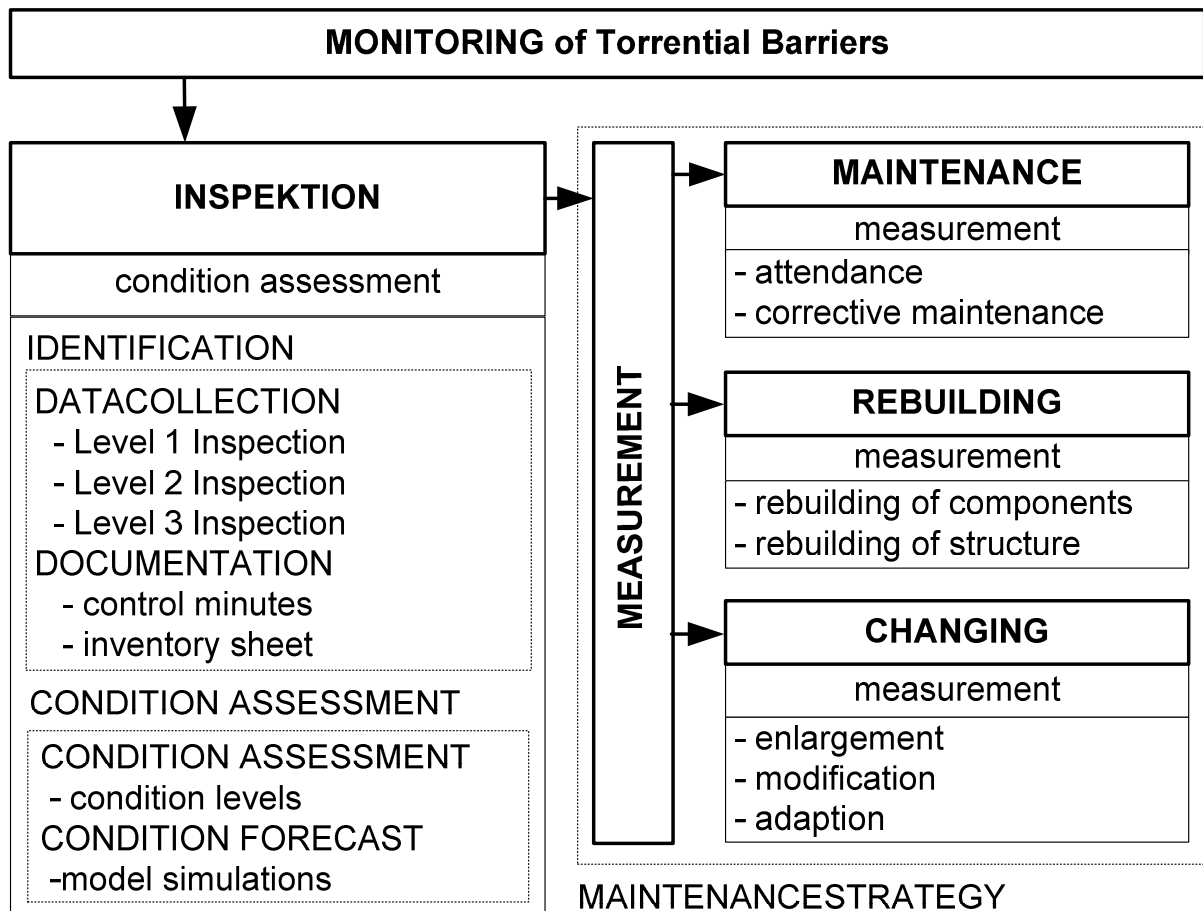 MONITORING of Torrential Barriers
INSPEKTION
condition assessment
IDENTIFICATION
DATACOLLECTION
- Level 1 Inspection
- Level 2 Inspection
- Level 3 Inspection
DOCUMENTATION
- control minutes
- inventory sheet
CONDITION ASSESSMENT
CONDITION ASSESSMENT
- condition levels
CONDITION FORECAST
-model simulations
MEASUREMENT
MAINTENANCE
measurement
- attendance
- corrective maintenance
REBUILDING
measurement
- rebuilding of components
- rebuilding of structure
CHANGING
measurement
- enlargement
- modification
- adaption
MAINTENANCESTRATEGY